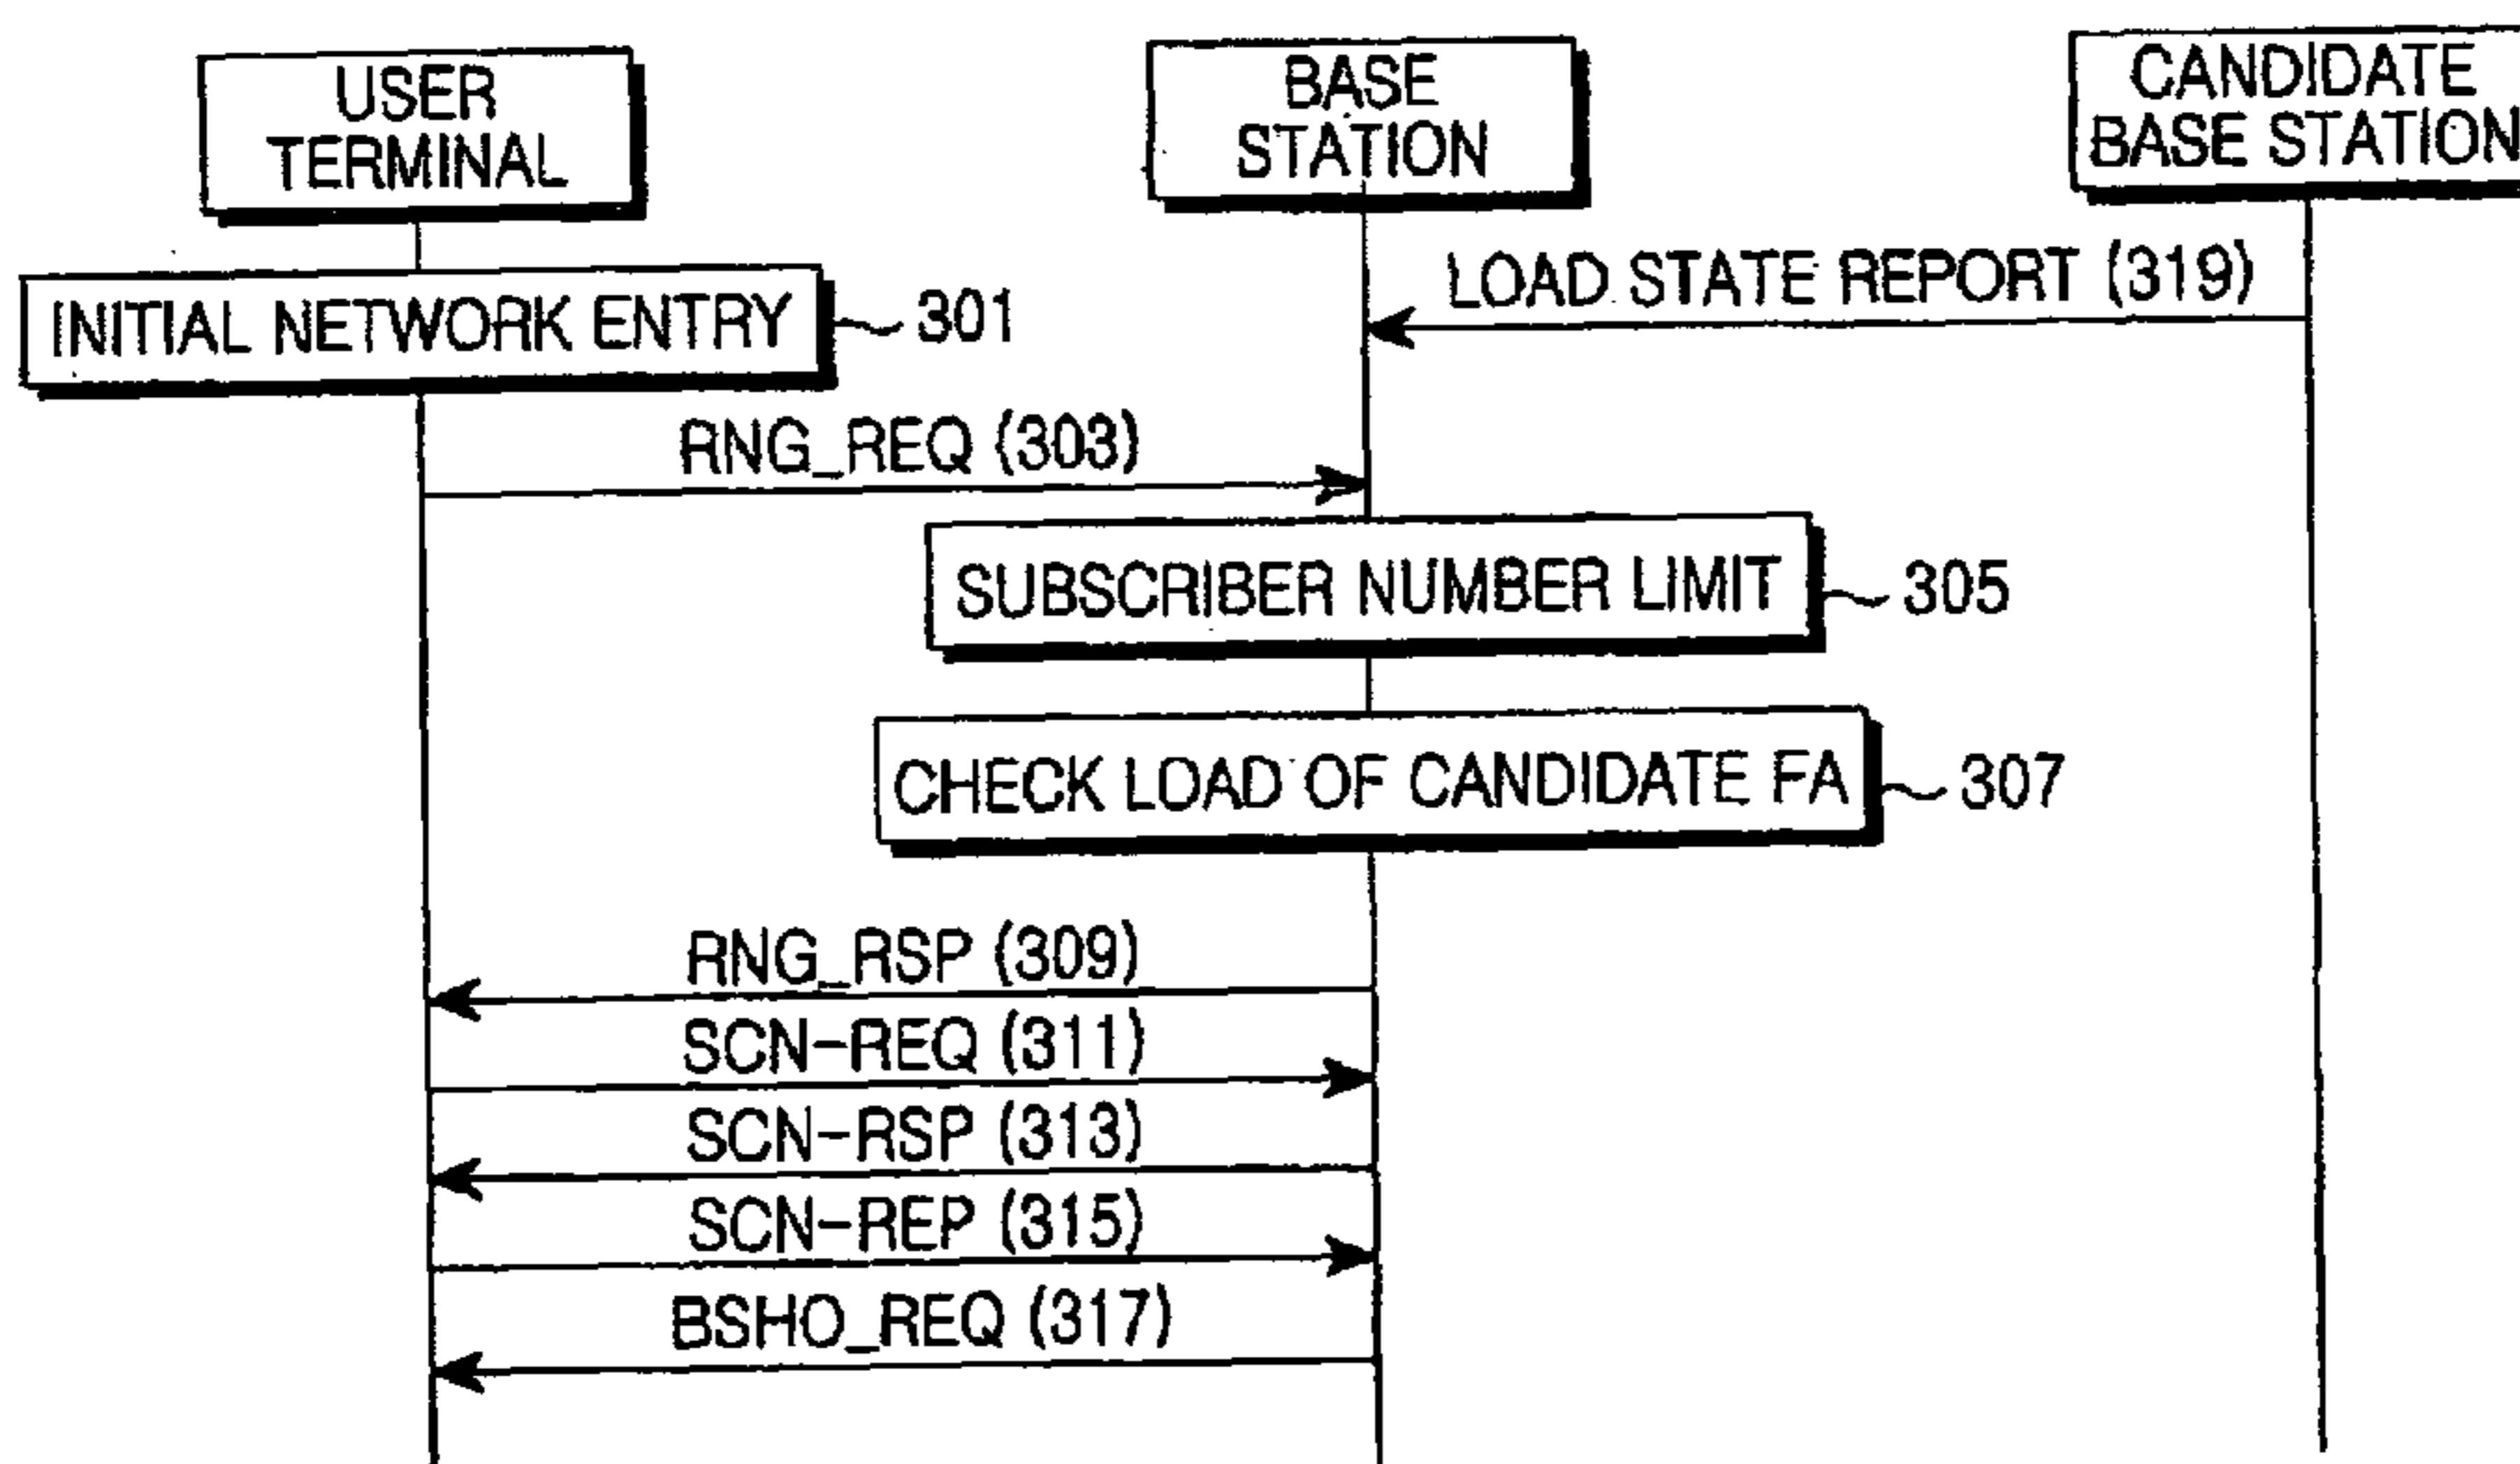 USER
TERMINAL
BASE
STATION
CANDIDATE
BASE STATION
INITIAL NETWORK ENTRY
301
LOAD STATE REPORT (319)
RNG_REQ (303)
SUBSCRIBER NUMBER LIMIT
305
CHECK LOAD OF CANDIDATE FA
307
RNG_RSP (309)
SCN-REQ (311)
SCN-RSP (313)
SCN-REP (315)
BSHO_REQ (317)